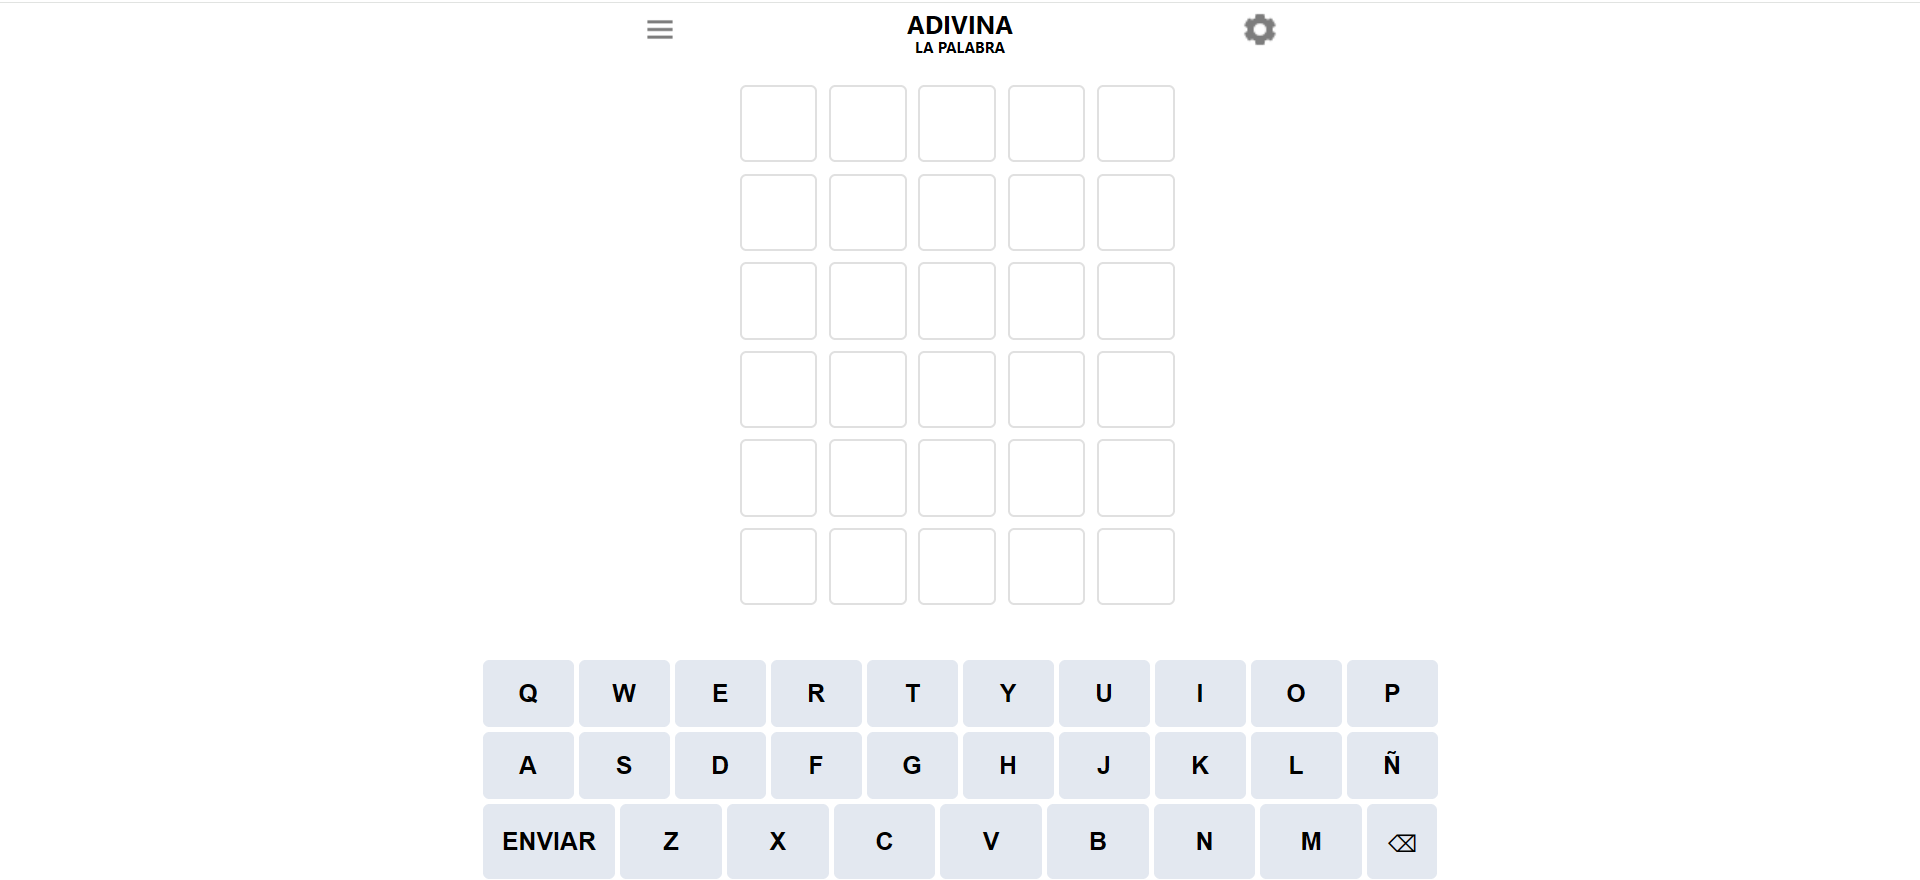 ADIVINA
LA PALABRA
Q W E R T Y U I O P
A S D F G H J K L Ñ
ENVIAR Z X C V B N M ⌫